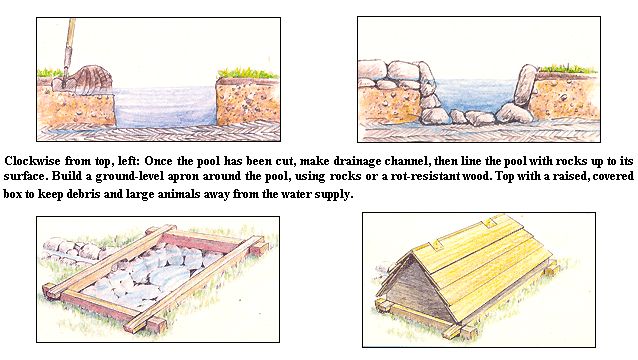 Clockwise from top, left: Once the pool has been cut, make drainage channel, then line the pool with rocks up to its
surface. Build a ground-level apron around the pool, using rocks or a rot-resistant wood. Top with a raised, covered
box to keep debris and large animals away from the water supply.